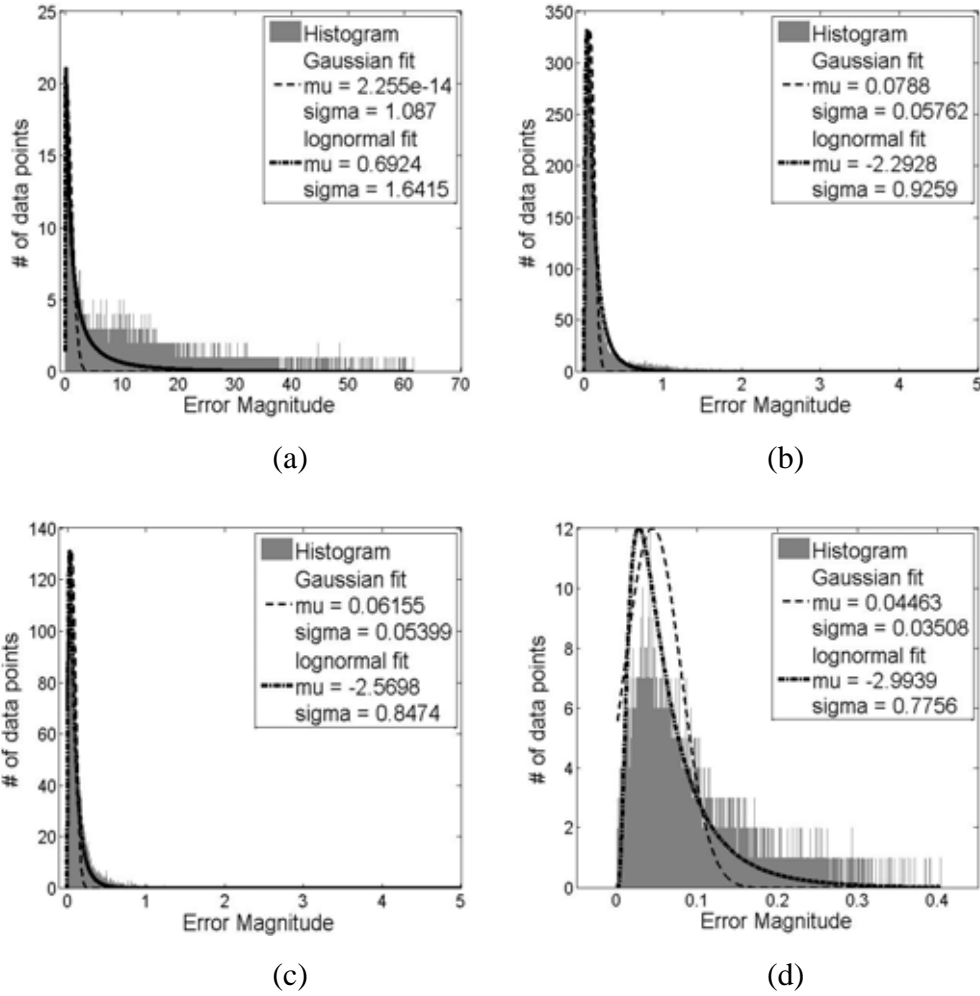 25
20
15
10
5
0
# of data points
Histogram
Gaussian fit
mu = 2.255e-14
sigma = 1.087
lognormal fit
mu = 0.6924
sigma = 1.6415
0 10 20 30 40 50 60 70
Error Magnitude
(a)
350
300
250
200
150
100
50
0
# of data points
Histogram
Gaussian fit
mu = 0.0788
sigma = 0.05762
lognormal fit
mu = -2.2928
sigma = 0.9259
0 1 2 3 4 5
Error Magnitude
(b)
140
120
100
80
60
40
20
0
# of data points
Histogram
Gaussian fit
mu = 0.06155
sigma = 0.05399
lognormal fit
mu = -2.5698
sigma = 0.8474
0 1 2 3 4 5
Error Magnitude
(c)
12
10
8
6
4
2
0
# of data points
Histogram
Gaussian fit
mu = 0.04463
sigma = 0.03508
lognormal fit
mu = -2.9939
sigma = 0.7756
0 0.1 0.2 0.3 0.4
Error Magnitude
(d)